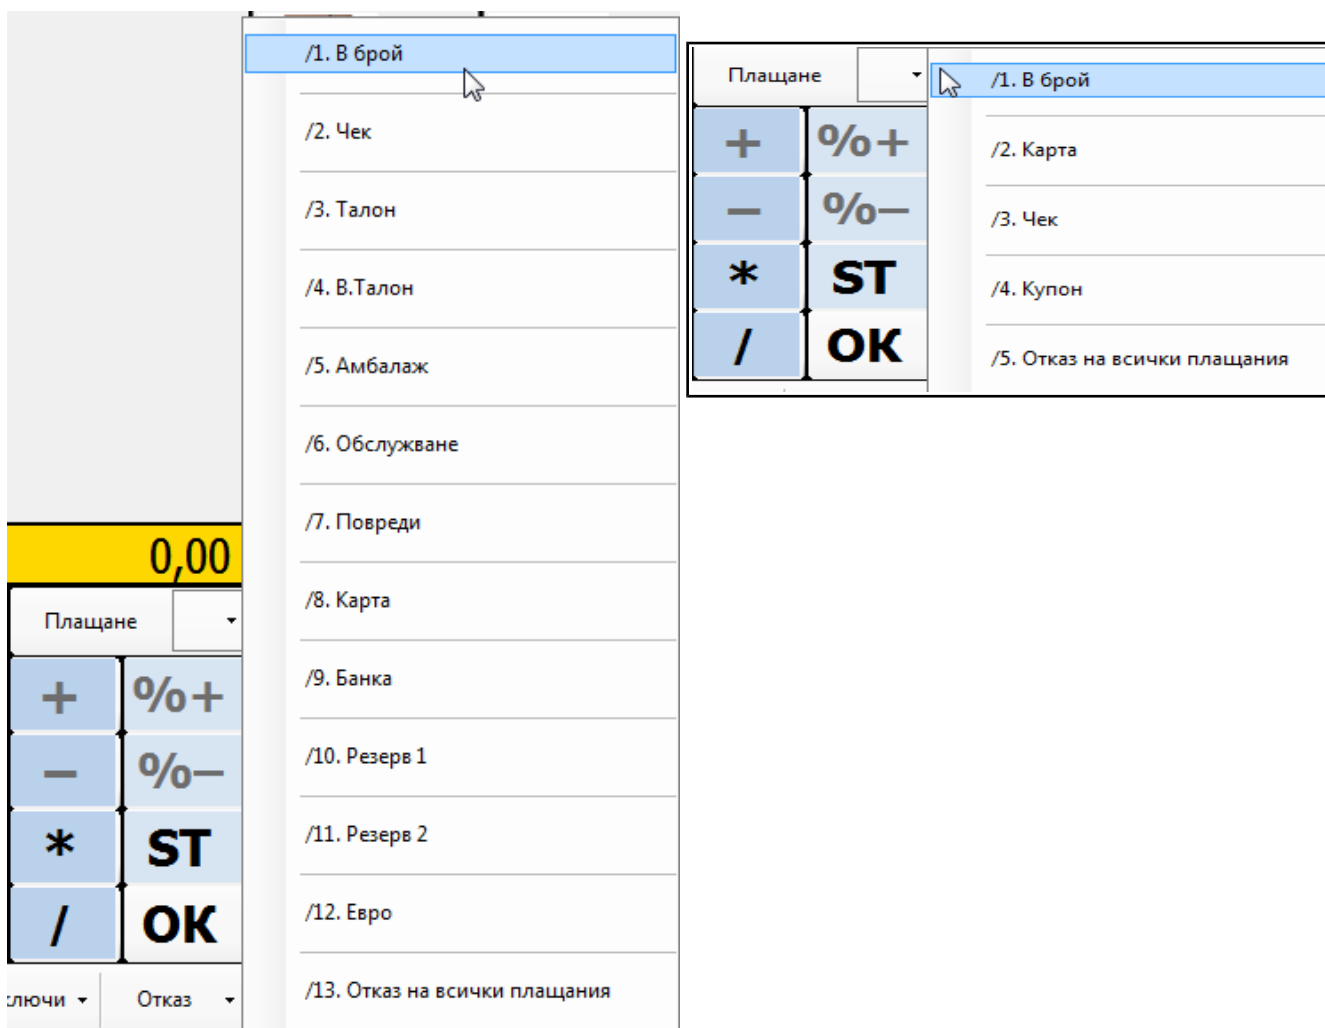 /1. В брой
/2. Чек
/3. Талон
/4. В.Талон
/5. Амбалаж
/6. Обслужване
/7. Повреди
/8. Карта
/9. Банка
/10. Резерв 1
/11. Резерв 2
/12. Евро
/13. Отказ на всички плащания
0,00
Плащане
+ %+
− %−
* ST
/ OK
Отказ
Плащане
+ %+
− %−
* ST
/ OK
/1. В брой
/2. Карта
/3. Чек
/4. Купон
/5. Отказ на всички плащания